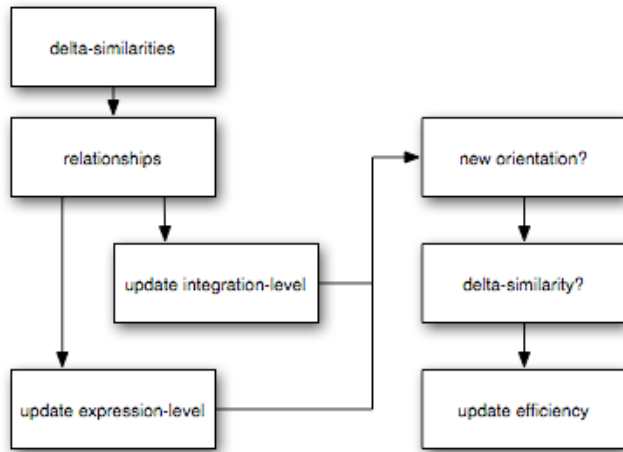 delta-similarities
relationships
new orientation?
update integration-level
delta-similarity?
update expression-level
update efficiency